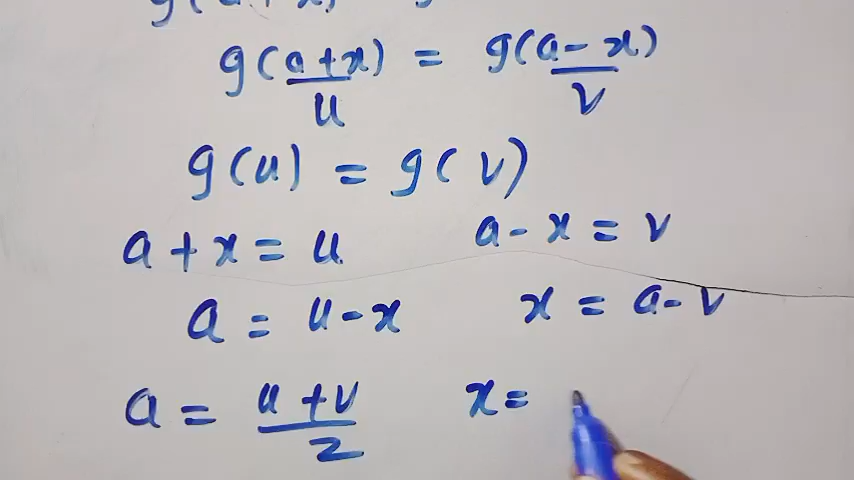 g(a+x) = g(a-x)
u v
g(u) = g(v)
a + x = u a - x = v
a = u - x x = a - v
a = u + v / 2 x =